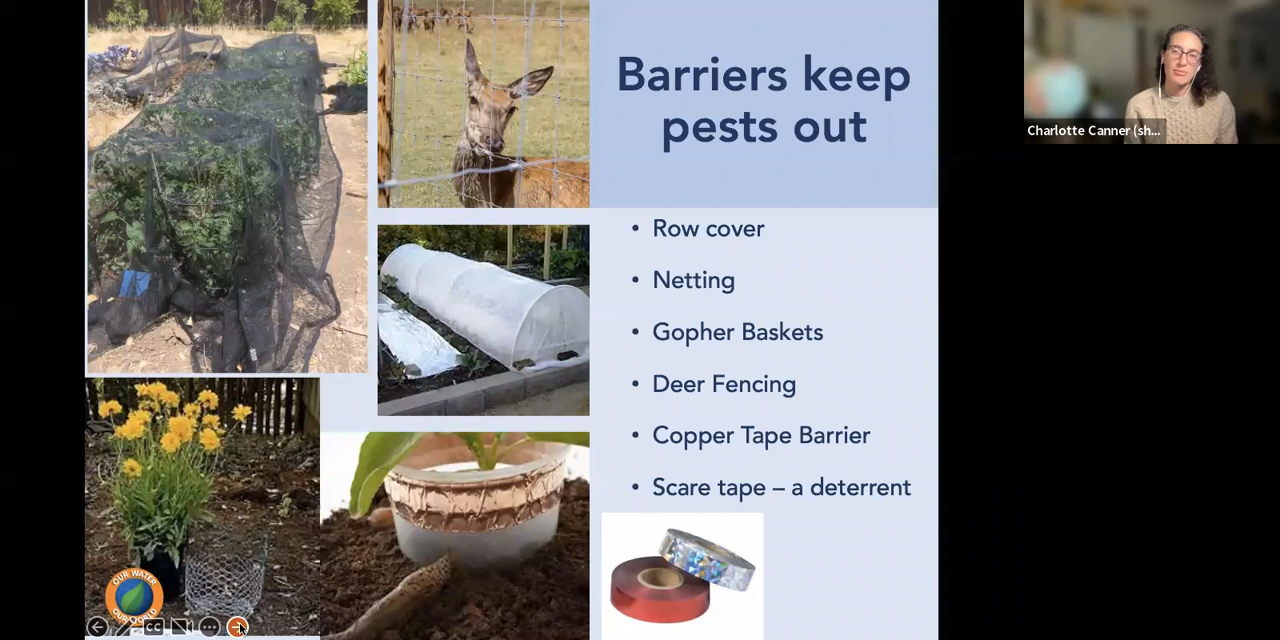 Barriers keep
pests out
• Row cover
• Netting
• Gopher Baskets
• Deer Fencing
• Copper Tape Barrier
• Scare tape – a deterrent
OUR WATER
OUR WORLD
CC
Charlotte Canner (sh...